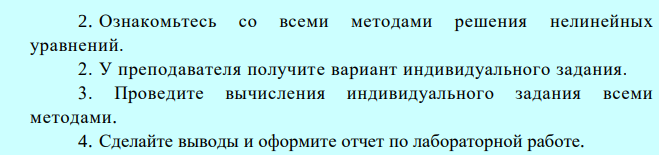 2. Ознакомьтесь со всеми методами решения нелинейных
уравнений.
2. У преподавателя получите вариант индивидуального задания.
3. Проведите вычисления индивидуального задания всеми
методами.
4. Сделайте выводы и оформите отчет по лабораторной работе.